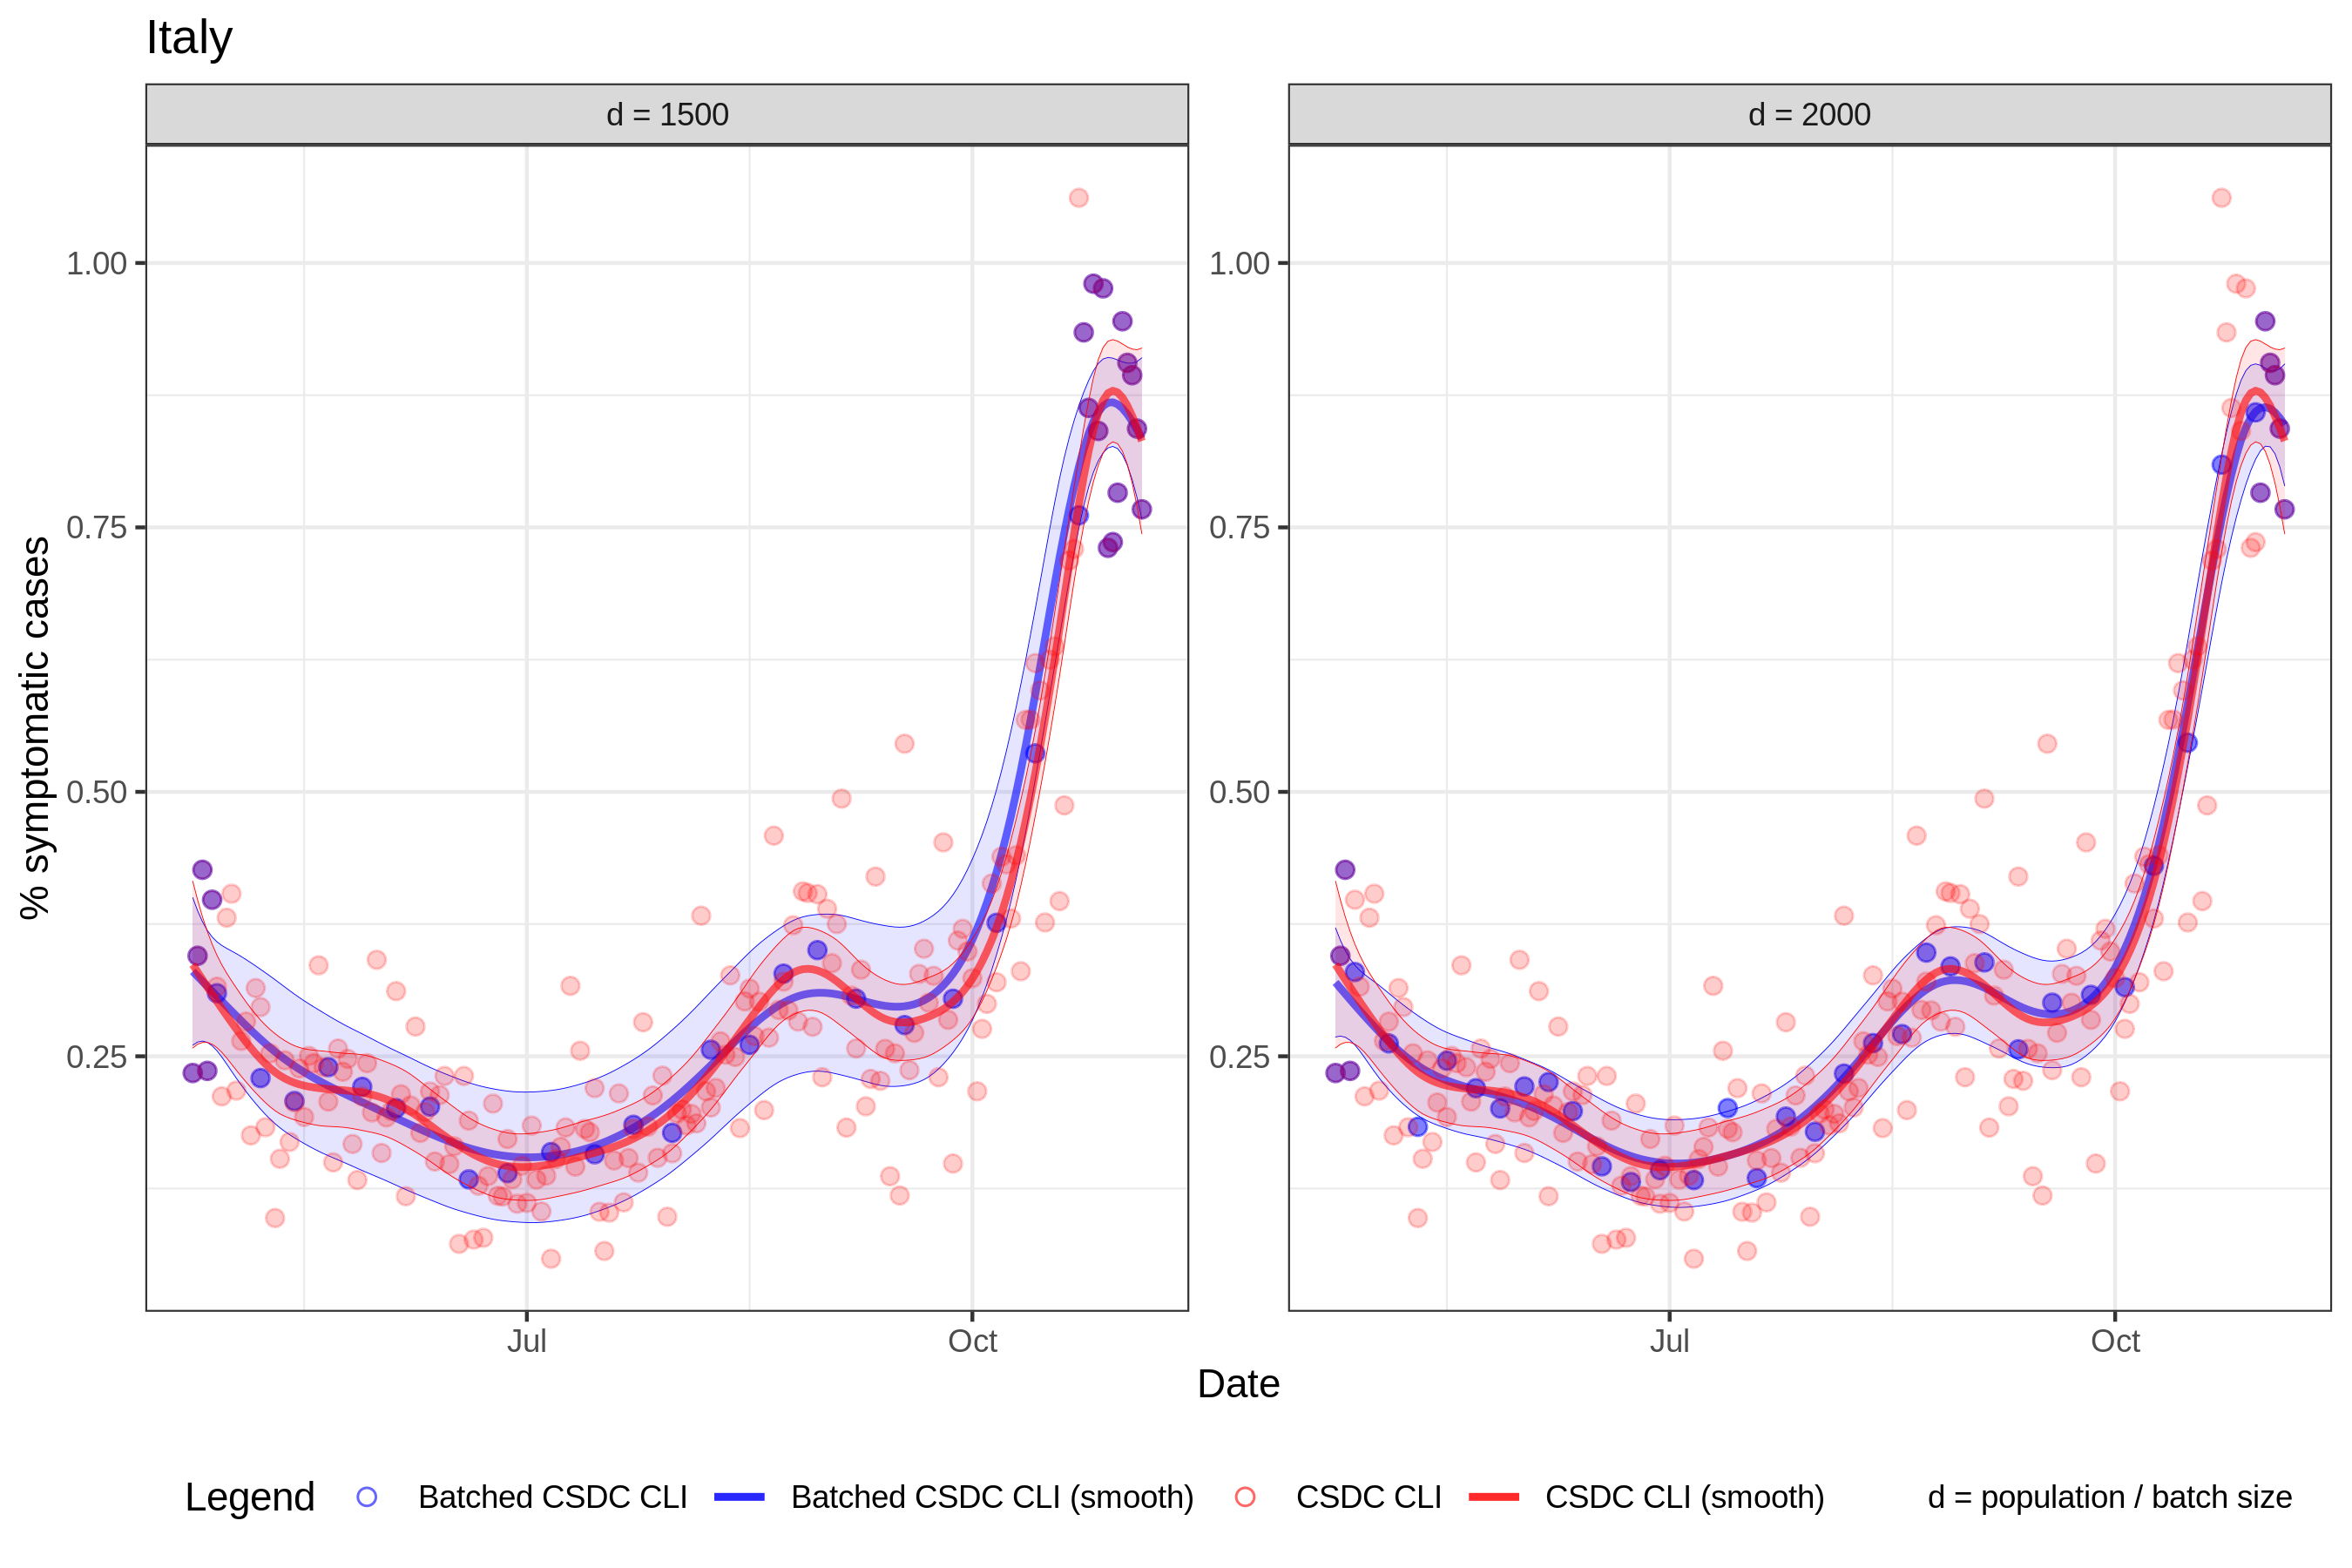 Italy
d = 1500
d = 2000
% symptomatic cases
1.00
0.75
0.50
0.25
1.00
0.75
0.50
0.25
Jul
Oct
Jul
Oct
Date
Legend Batched CSDC CLI Batched CSDC CLI (smooth) CSDC CLI CSDC CLI (smooth) d = population / batch size